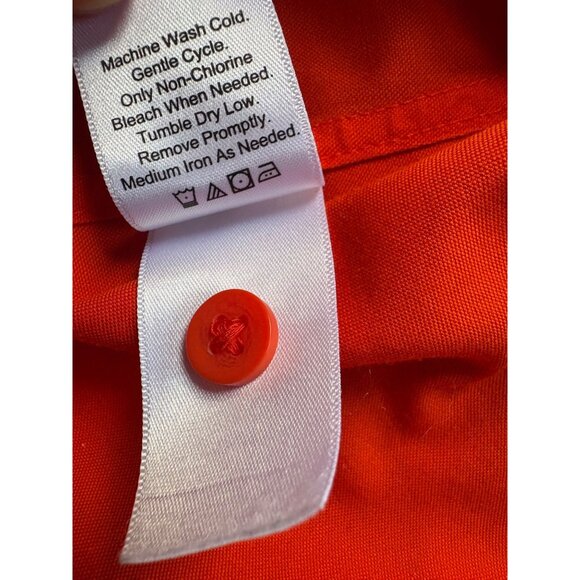 Machine Wash Cold.
Gentle Cycle.
Only Non-Chlorine
Bleach When Needed.
Tumble Dry Low.
Remove Promptly.
Medium Iron As Needed.